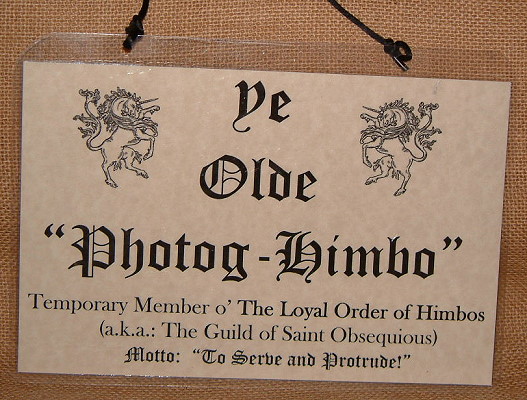 Ye
Olde
“Photog-Himbo”
Temporary Member o’ The Loyal Order of Himbos
(a.k.a.: The Guild of Saint Obsequious)
Motto: “To Serve and Protrude!”